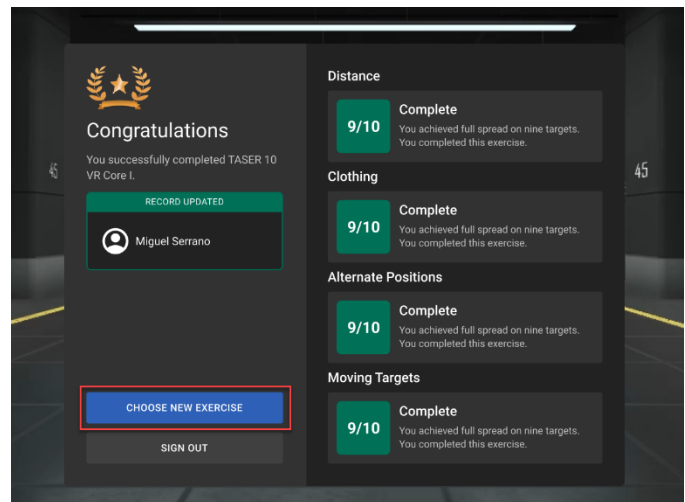 Congratulations
You successfully completed TASER 10
VR Core I.
RECORD UPDATED
Miguel Serrano
CHOOSE NEW EXERCISE
SIGN OUT
Distance
9/10
Complete
You achieved full spread on nine targets.
You completed this exercise.
Clothing
9/10
Complete
You achieved full spread on nine targets.
You completed this exercise.
Alternate Positions
9/10
Complete
You achieved full spread on nine targets.
You completed this exercise.
Moving Targets
9/10
Complete
You achieved full spread on nine targets.
You completed this exercise.
45
45